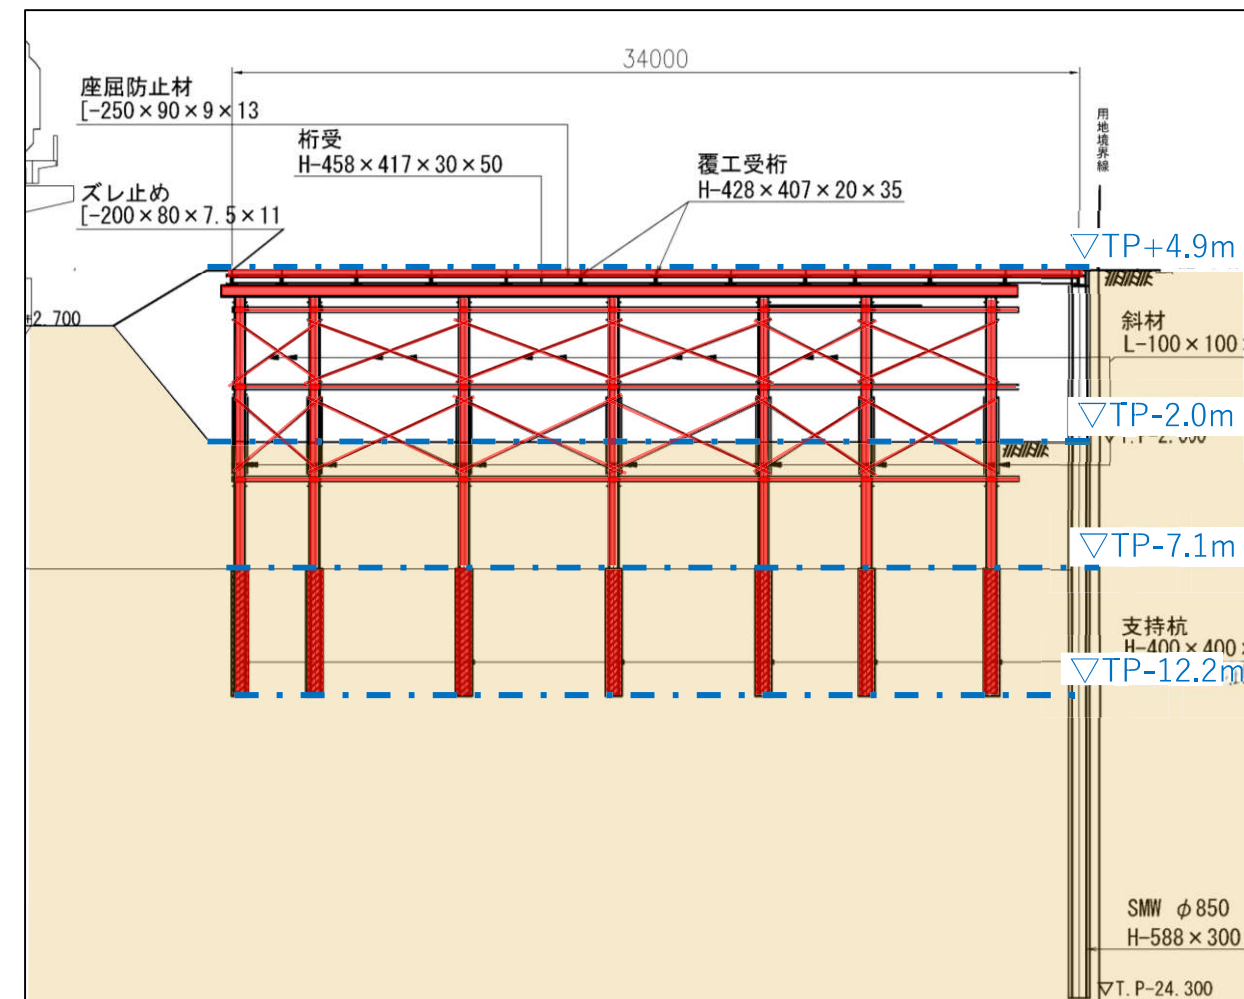 34000
座屈防止材
[-250×90×9×13
用地境界線
桁受
H-458×417×30×50
覆工受桁
H-428×407×20×35
ズレ止め
[-200×80×7.5×11
▽TP+4.9m
2.700
斜材
L-100×100
▽TP-2.0m
▽TP-7.1m
支持杭
H-400×400
▽TP-12.2m
SMW φ850
H-588×300
▽T.P-24.300